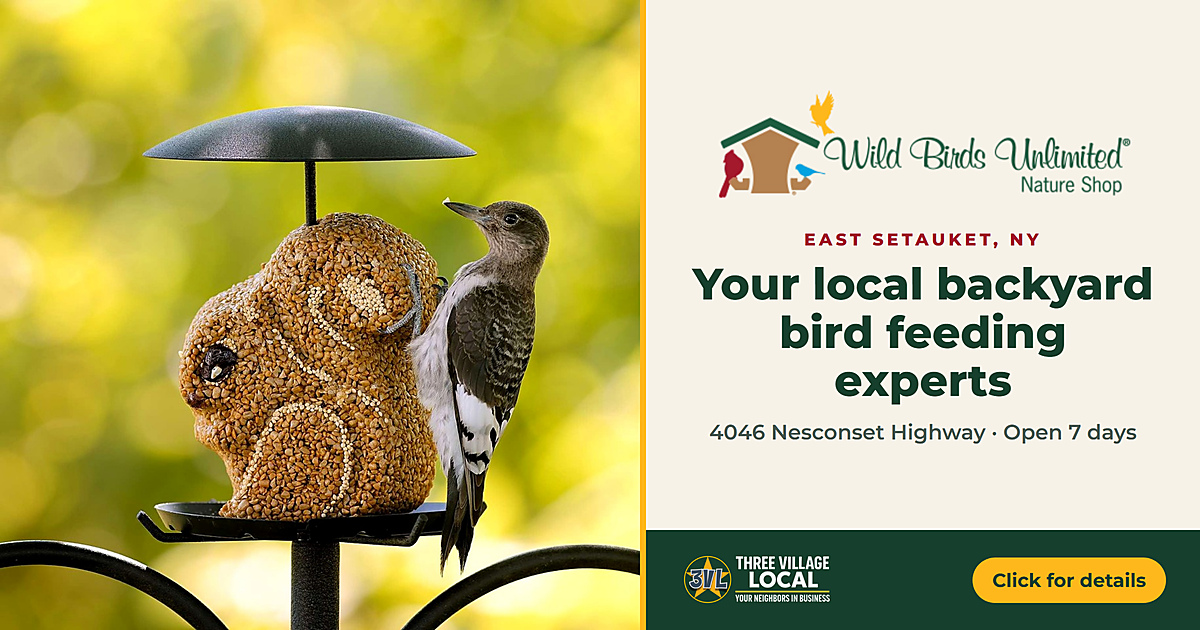 Wild Birds Unlimited®
Nature Shop
EAST SETAUKET, NY
Your local backyard
bird feeding
experts
4046 Nesconset Highway · Open 7 days
3VL
THREE VILLAGE
LOCAL
YOUR NEIGHBORS IN BUSINESS
Click for details